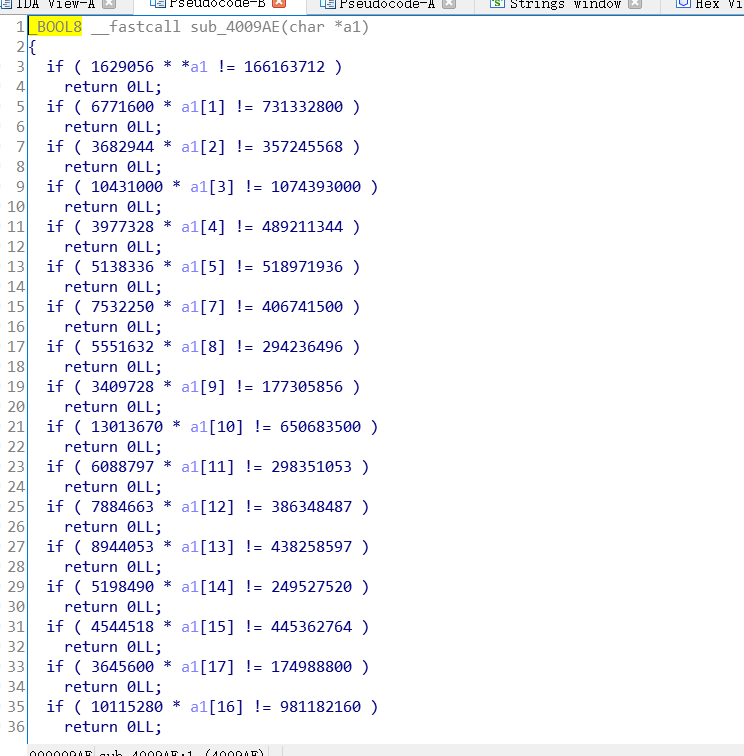 IDA View-A Pseudocode-B Pseudocode-A Strings window Hex Vi
1 _BOOL8 __fastcall sub_4009AE(char *a1)
2 {
3 if ( 1629056 * *a1 != 166163712 )
4 return 0LL;
5 if ( 6771600 * a1[1] != 731332800 )
6 return 0LL;
7 if ( 3682944 * a1[2] != 357245568 )
8 return 0LL;
9 if ( 10431000 * a1[3] != 1074393000 )
10 return 0LL;
11 if ( 3977328 * a1[4] != 489211344 )
12 return 0LL;
13 if ( 5138336 * a1[5] != 518971936 )
14 return 0LL;
15 if ( 7532250 * a1[7] != 406741500 )
16 return 0LL;
17 if ( 5551632 * a1[8] != 294236496 )
18 return 0LL;
19 if ( 3409728 * a1[9] != 177305856 )
20 return 0LL;
21 if ( 13013670 * a1[10] != 650683500 )
22 return 0LL;
23 if ( 6088797 * a1[11] != 298351053 )
24 return 0LL;
25 if ( 7884663 * a1[12] != 386348487 )
26 return 0LL;
27 if ( 8944053 * a1[13] != 438258597 )
28 return 0LL;
29 if ( 5198490 * a1[14] != 249527520 )
30 return 0LL;
31 if ( 4544518 * a1[15] != 445362764 )
32 return 0LL;
33 if ( 3645600 * a1[17] != 174988800 )
34 return 0LL;
35 if ( 10115280 * a1[16] != 981182160 )
36 return 0LL;
000009AE sub_4009AE:1 (4009AE)